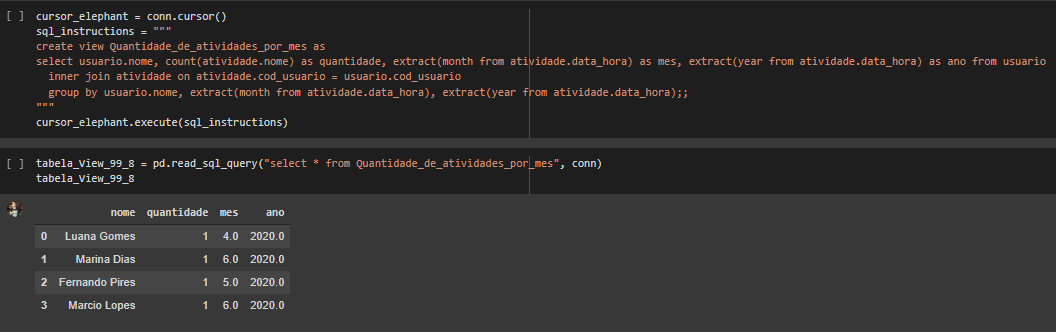 [ ] cursor_elephant = conn.cursor()
sql_instructions = """
create view Quantidade_de_atividades_por_mes as
select usuario.nome, count(atividade.nome) as quantidade, extract(month from atividade.data_hora) as mes, extract(year from atividade.data_hora) as ano from usuario
inner join atividade on atividade.cod_usuario = usuario.cod_usuario
group by usuario.nome, extract(month from atividade.data_hora), extract(year from atividade.data_hora);;
"""
cursor_elephant.execute(sql_instructions)
[ ] tabela_View_99_8 = pd.read_sql_query("select * from Quantidade_de_atividades_por_mes", conn)
tabela_View_99_8
nome quantidade mes ano
0 Luana Gomes 1 4.0 2020.0
1 Marina Dias 1 6.0 2020.0
2 Fernando Pires 1 5.0 2020.0
3 Marcio Lopes 1 6.0 2020.0